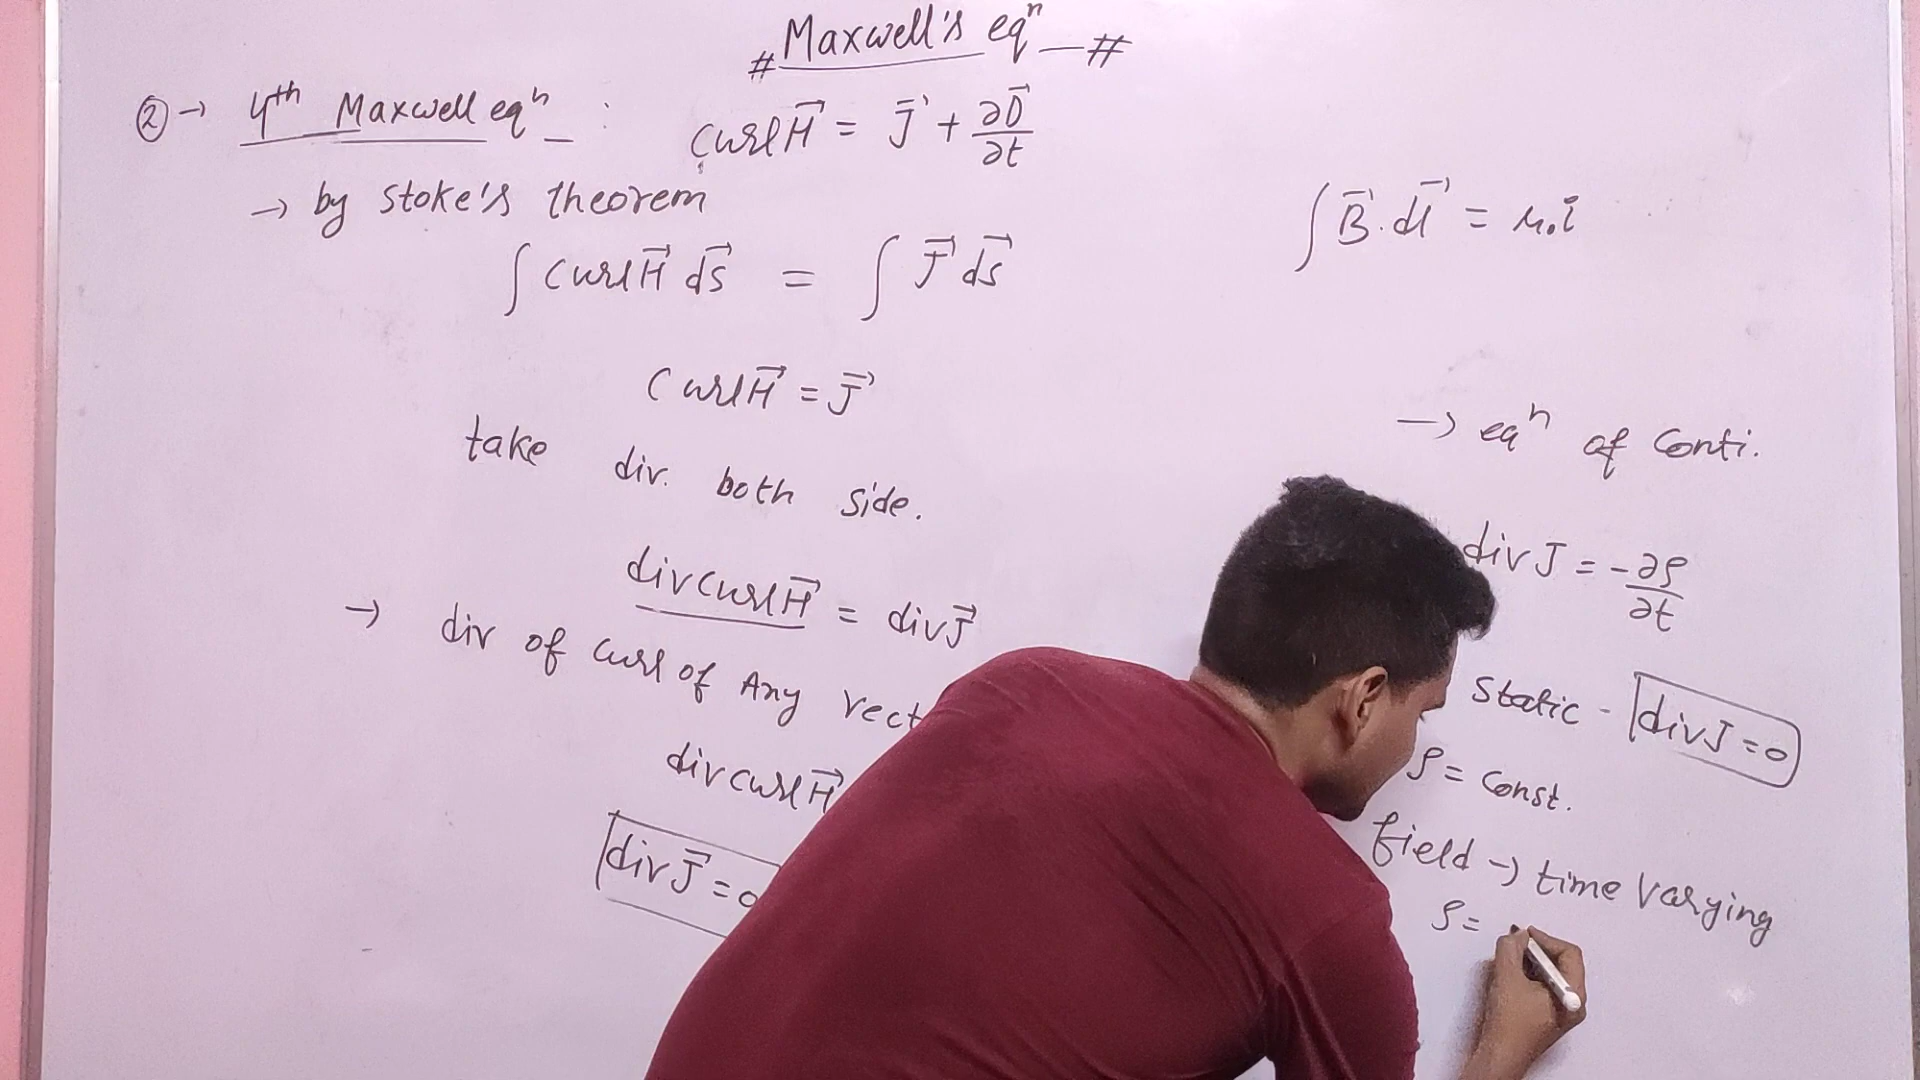 # Maxwell's eqⁿ — #
② → 4th Maxwell eqⁿ : curl H⃗ = J⃗ + ∂D⃗/∂t
→ by Stoke's theorem
∫ curl H⃗ dS⃗ = ∫ J⃗ dS⃗
curl H⃗ = J⃗
take div. both side.
div curl H⃗ = div J⃗
→ div of curl of Any vect
div curl H⃗
div J⃗ = 0
∫ B⃗ . dl⃗ = μ₀i
→ eqⁿ of Conti.
div J = -∂ρ/∂t
Static - div J = 0
ρ = Const.
field → time Varying
ρ =